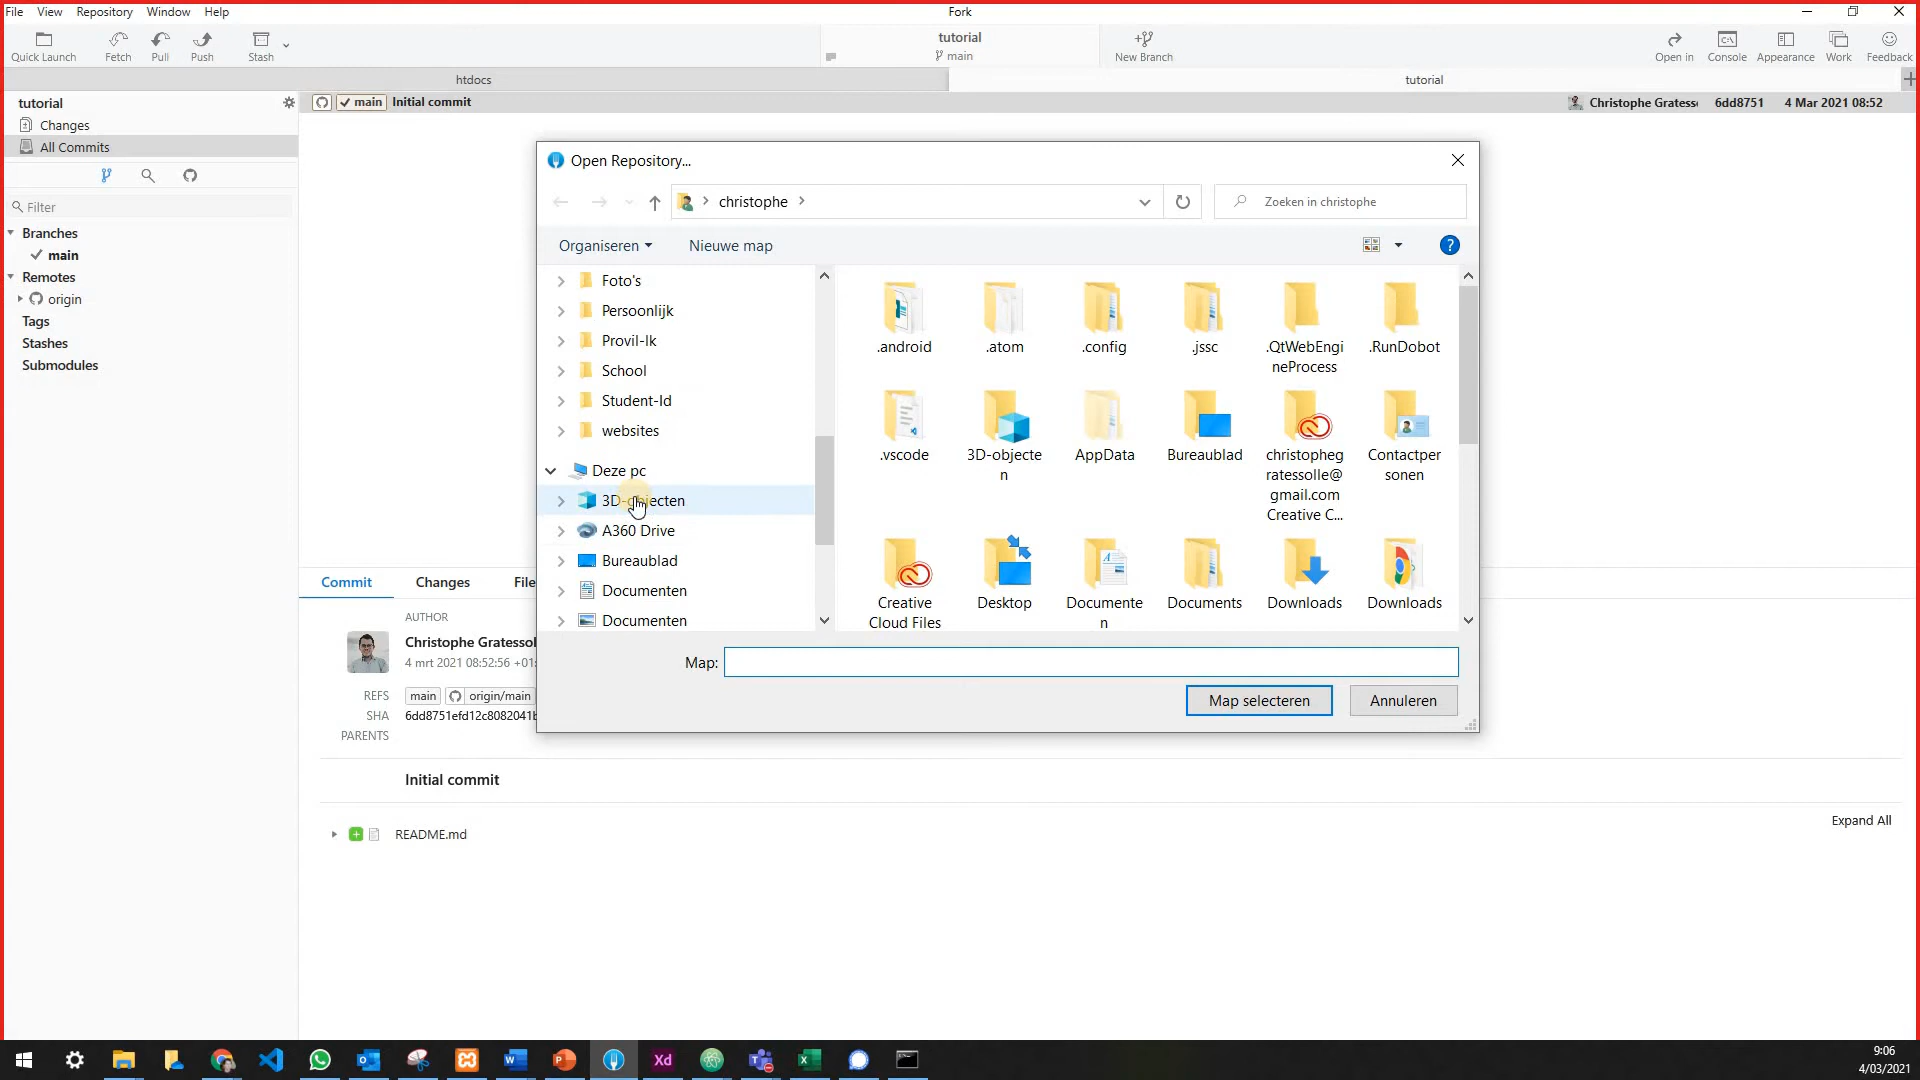 File View Repository Window Help
Fork
Quick Launch
Fetch
Pull
Push
Stash
tutorial
main
New Branch
Open in
Console
Appearance
Work
Feedback
htdocs
tutorial
tutorial
Changes
All Commits
Filter
Branches
main
Remotes
origin
Tags
Stashes
Submodules
main Initial commit
Christophe Gratess
6dd8751
4 Mar 2021 08:52
Open Repository...
christophe
Zoeken in christophe
Organiseren
Nieuwe map
Foto's
Persoonlijk
Provil-Ik
School
Student-Id
websites
Deze pc
3D-objecten
A360 Drive
Bureaublad
Documenten
Documenten
.android
.atom
.config
.jssc
.QtWebEngi
neProcess
.RunDobot
.vscode
3D-objecte
n
AppData
Bureaublad
christopheg
ratessolle@
gmail.com
Creative C...
Contactper
sonen
Creative
Cloud Files
Desktop
Documente
n
Documents
Downloads
Downloads
Map:
Map selecteren
Annuleren
Commit
Changes
File
AUTHOR
Christophe Gratessol
4 mrt 2021 08:52:56 +01:
REFS
main
origin/main
SHA
6dd8751efd12c8082041b
PARENTS
Initial commit
Expand All
README.md
Xd
9:06
4/03/2021